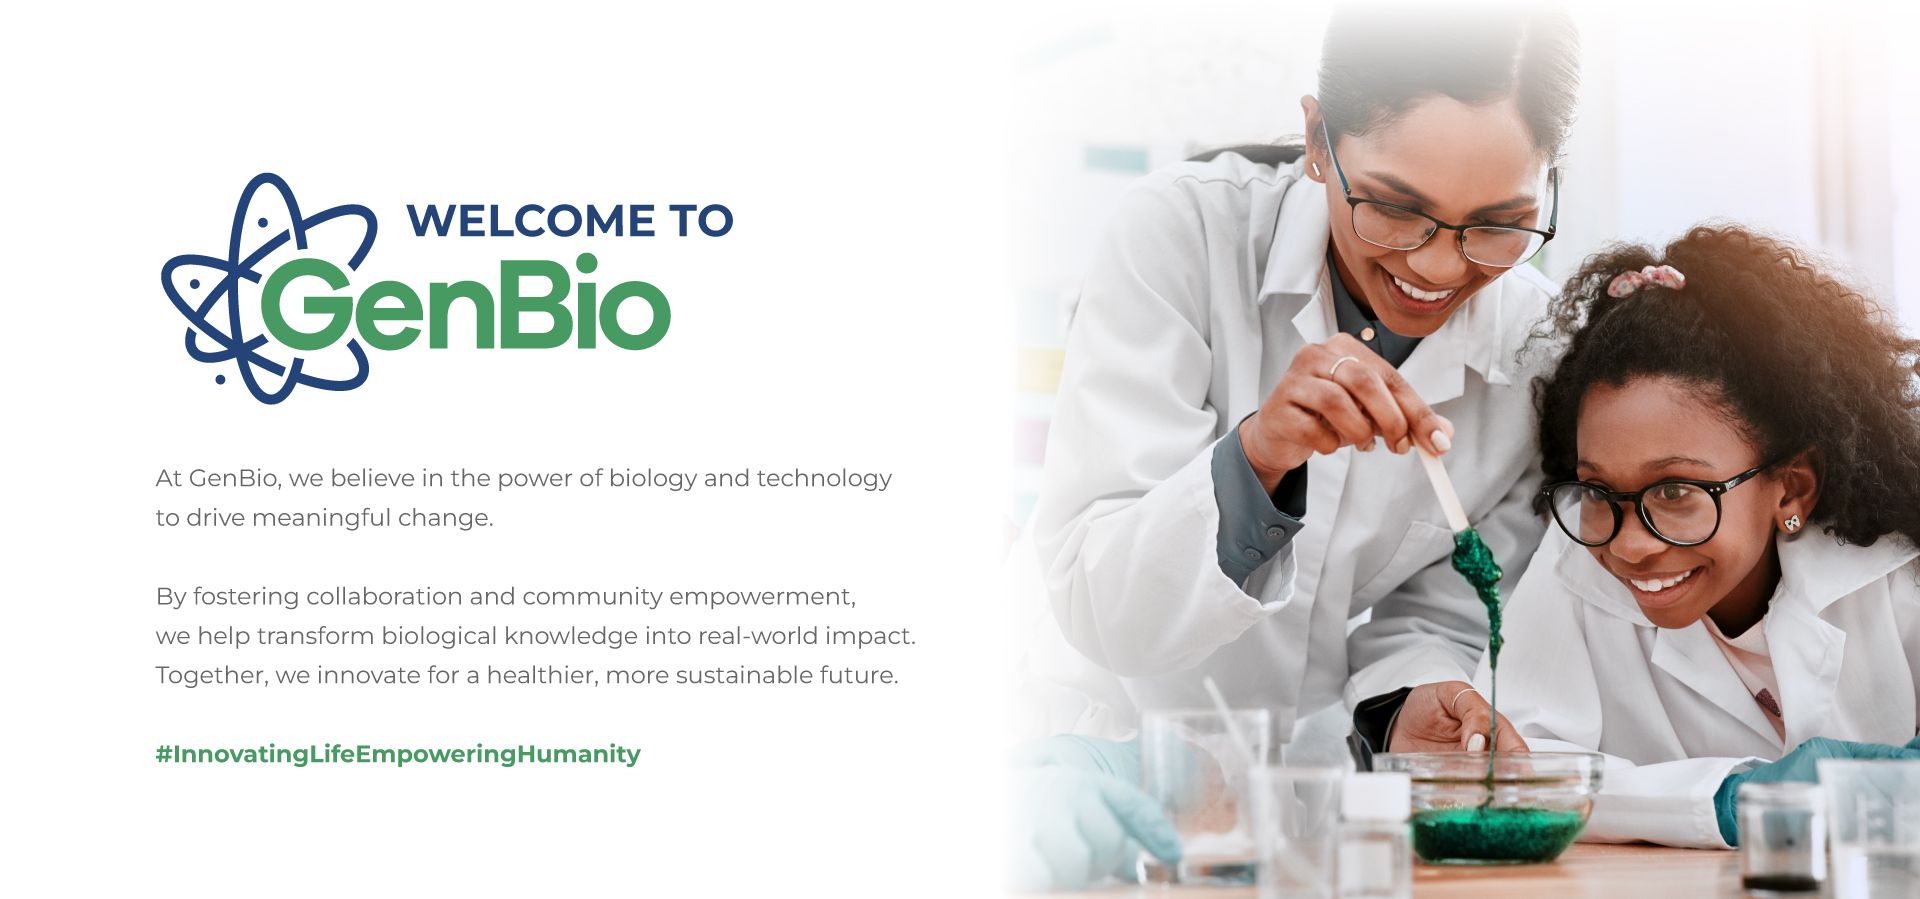 WELCOME TO
GenBio
At GenBio, we believe in the power of biology and technology
to drive meaningful change.
By fostering collaboration and community empowerment,
we help transform biological knowledge into real-world impact.
Together, we innovate for a healthier, more sustainable future.
#InnovatingLifeEmpoweringHumanity